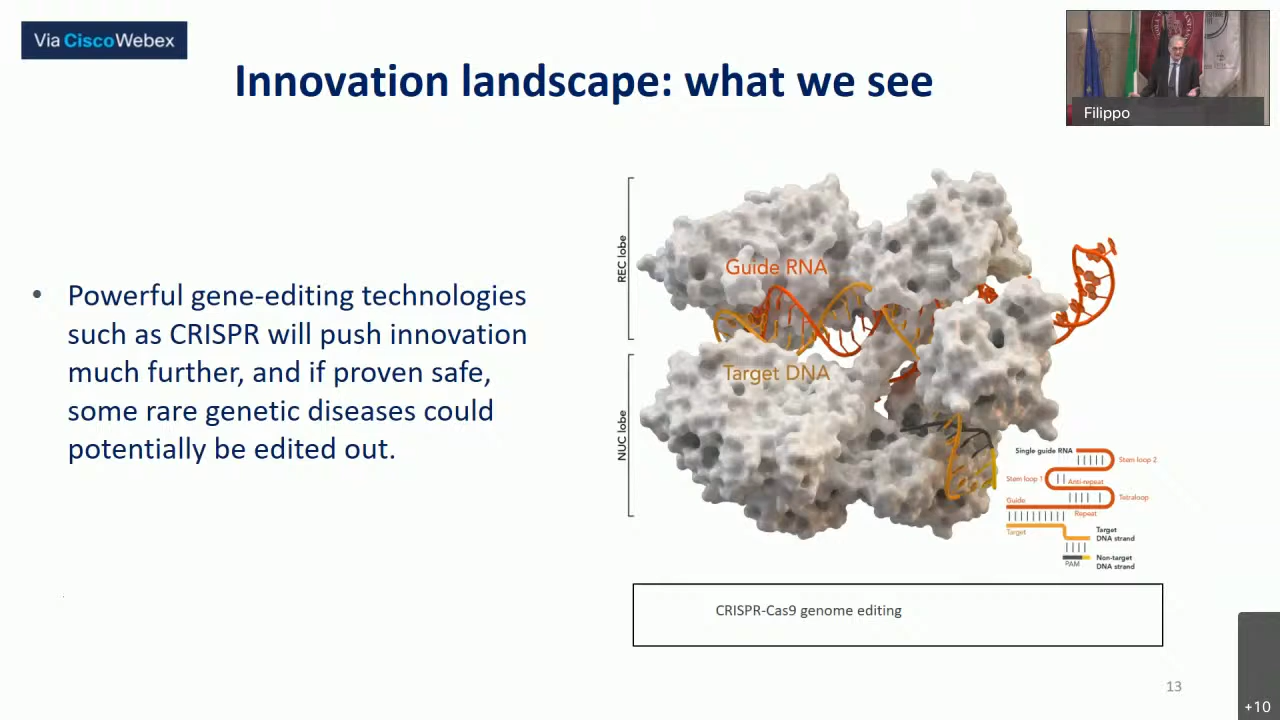 Via Cisco Webex
Innovation landscape: what we see
Filippo
• Powerful gene-editing technologies
such as CRISPR will push innovation
much further, and if proven safe,
some rare genetic diseases could
potentially be edited out.
REC lobe
NUC lobe
Guide RNA
Target DNA
Single guide RNA
Stem loop 2
Stem loop 1
Anti-repeat
Guide
Tetraloop
Repeat
Target
Target
DNA strand
PAM
Non-target
DNA strand
CRISPR-Cas9 genome editing
13
+10